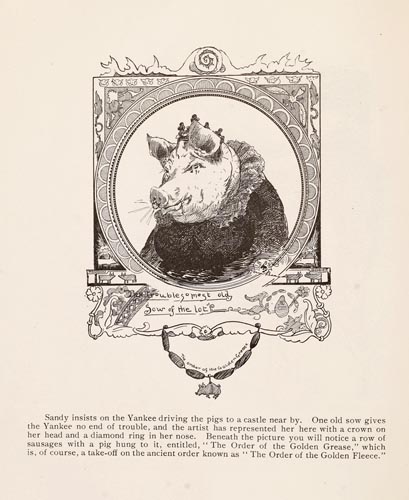 "The troublesomest old
sow of the lot."
The Order of the Golden Grease
Sandy insists on the Yankee driving the pigs to a castle near by. One old sow gives
the Yankee no end of trouble, and the artist has represented her here with a crown on
her head and a diamond ring in her nose. Beneath the picture you will notice a row of
sausages with a pig hung to it, entitled, "The Order of the Golden Grease," which
is, of course, a take-off on the ancient order known as "The Order of the Golden Fleece."